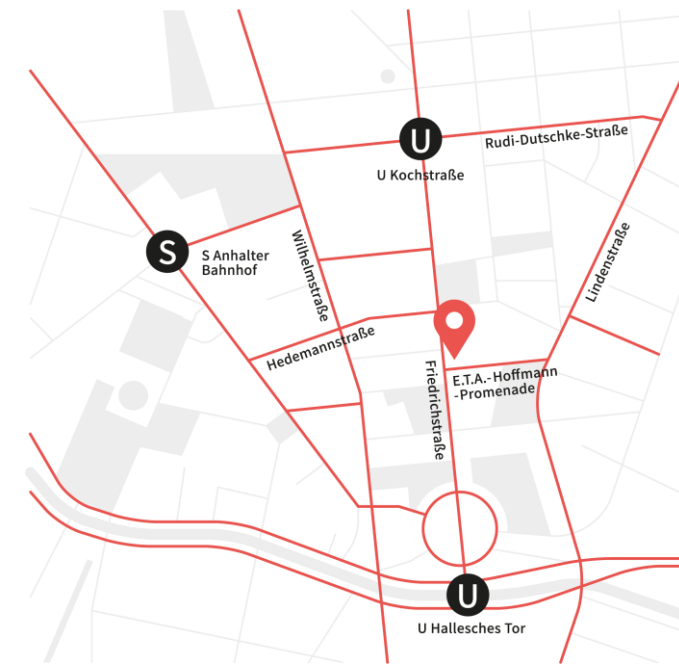 U
Rudi-Dutschke-Straße
U Kochstraße
S
S Anhalter
Bahnhof
Wilhelmstraße
Lindenstraße
Hedemannstraße
Friedrichstraße
E.T.A.-Hoffmann
-Promenade
U
U Hallesches Tor